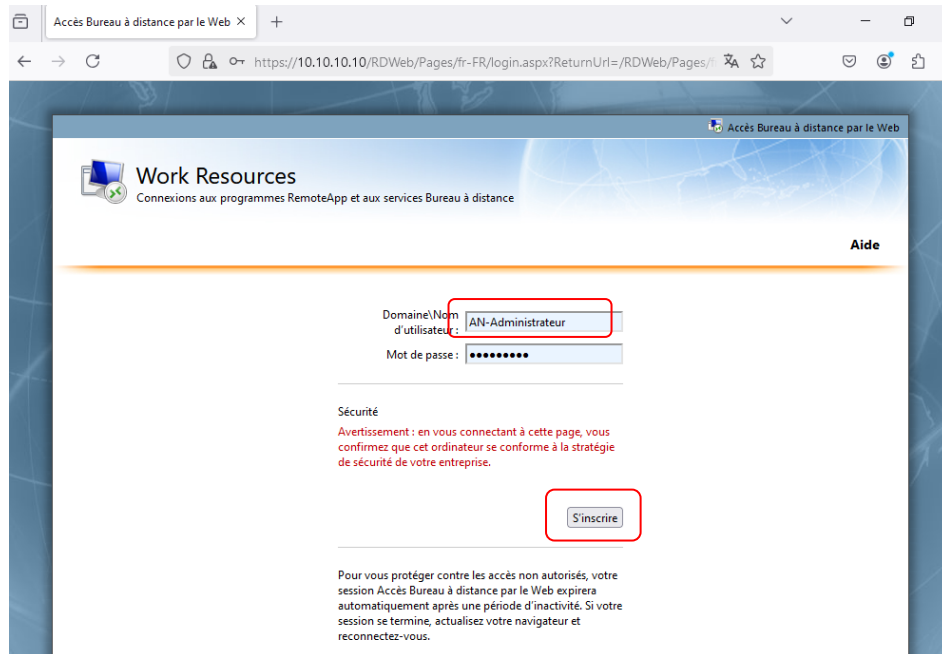 Accès Bureau à distance par le Web
https://10.10.10.10/RDWeb/Pages/fr-FR/login.aspx?ReturnUrl=/RDWeb/Pages/
Accès Bureau à distance par le Web
Work Resources
Connexions aux programmes RemoteApp et aux services Bureau à distance
Aide
Domaine\Nom
d'utilisateur :
AN-Administrateur
Mot de passe : •••••••••
Sécurité
Avertissement : en vous connectant à cette page, vous
confirmez que cet ordinateur se conforme à la stratégie
de sécurité de votre entreprise.
S'inscrire
Pour vous protéger contre les accès non autorisés, votre
session Accès Bureau à distance par le Web expirera
automatiquement après une période d'inactivité. Si votre
session se termine, actualisez votre navigateur et
reconnectez-vous.